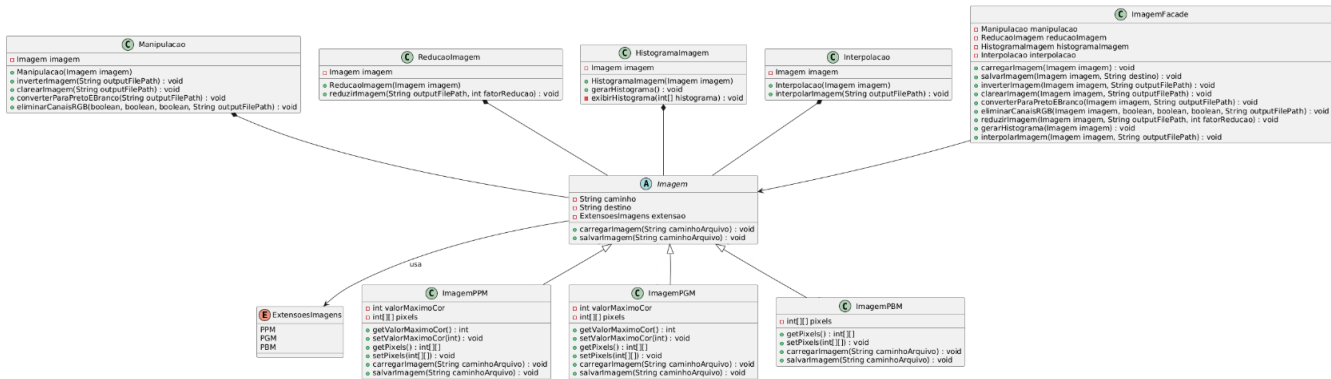 C Manipulacao
Imagem imagem
Manipulacao(Imagem imagem)
inverterImagem(String outputFilePath) : void
clarearImagem(String outputFilePath) : void
converterParaPretoEBranco(String outputFilePath) : void
eliminarCanaisRGB(boolean, boolean, boolean, String outputFilePath) : void
C ReducaoImagem
Imagem imagem
ReducaoImagem(Imagem imagem)
reduzirImagem(String outputFilePath, int fatorReducao) : void
C HistogramaImagem
Imagem imagem
HistogramaImagem(Imagem imagem)
gerarHistograma() : void
exibirHistograma(int[] histograma) : void
C Interpolacao
Imagem imagem
Interpolacao(Imagem imagem)
interpolarImagem(String outputFilePath) : void
C ImagemFacade
Manipulacao manipulacao
ReducaoImagem reducaoImagem
HistogramaImagem histogramaImagem
Interpolacao interpolacao
carregarImagem(Imagem imagem) : void
salvarImagem(Imagem imagem, String destino) : void
inverterImagem(Imagem imagem, String outputFilePath) : void
clarearImagem(Imagem imagem, String outputFilePath) : void
converterParaPretoEBranco(Imagem imagem, String outputFilePath) : void
eliminarCanaisRGB(Imagem imagem, boolean, boolean, boolean, String outputFilePath) : void
reduzirImagem(Imagem imagem, String outputFilePath, int fatorReducao) : void
gerarHistograma(Imagem imagem) : void
interpolarImagem(Imagem imagem, String outputFilePath) : void
A Imagem
String caminho
String destino
ExtensoesImagens extensao
carregarImagem(String caminhoArquivo) : void
salvarImagem(String caminhoArquivo) : void
usa
E ExtensoesImagens
PPM
PGM
PBM
C ImagemPPM
int valorMaximoCor
int[][] pixels
getValorMaximoCor() : int
setValorMaximoCor(int) : void
getPixels() : int[][]
setPixels(int[][]) : void
carregarImagem(String caminhoArquivo) : void
salvarImagem(String caminhoArquivo) : void
C ImagemPGM
int valorMaximoCor
int[][] pixels
getValorMaximoCor() : int
setValorMaximoCor(int) : void
getPixels() : int[][]
setPixels(int[][]) : void
carregarImagem(String caminhoArquivo) : void
salvarImagem(String caminhoArquivo) : void
C ImagemPBM
int[][] pixels
getPixels() : int[][]
setPixels(int[][]) : void
carregarImagem(String caminhoArquivo) : void
salvarImagem(String caminhoArquivo) : void